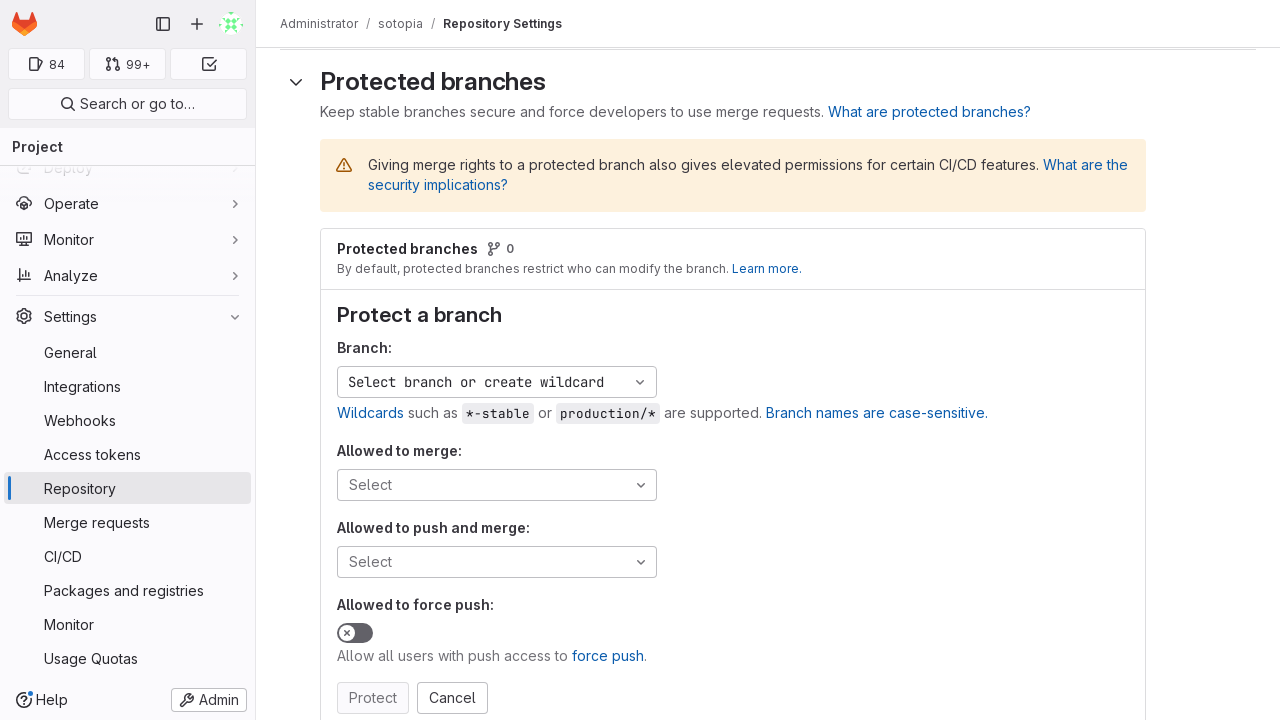 Administrator / sotopia / Repository Settings
84
99+
Search or go to…
Project
Deploy
Operate
Monitor
Analyze
Settings
General
Integrations
Webhooks
Access tokens
Repository
Merge requests
CI/CD
Packages and registries
Monitor
Usage Quotas
Help
Admin
Protected branches
Keep stable branches secure and force developers to use merge requests. What are protected branches?
Giving merge rights to a protected branch also gives elevated permissions for certain CI/CD features. What are the
security implications?
Protected branches 0
By default, protected branches restrict who can modify the branch. Learn more.
Protect a branch
Branch:
Select branch or create wildcard
Wildcards such as *-stable or production/* are supported. Branch names are case-sensitive.
Allowed to merge:
Select
Allowed to push and merge:
Select
Allowed to force push:
Allow all users with push access to force push.
Protect
Cancel